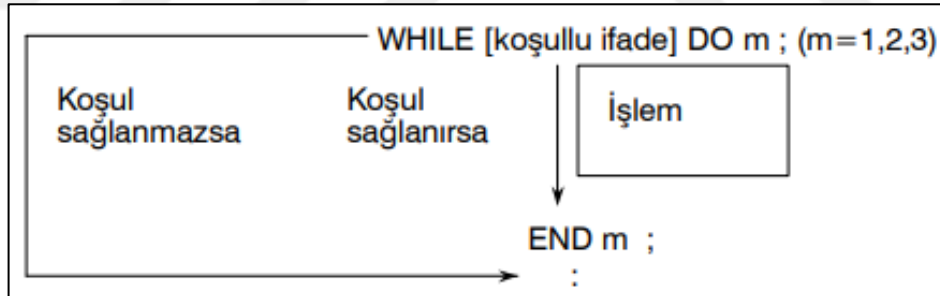 WHILE [koşullu ifade] DO m ; (m=1,2,3)
Koşul
sağlanmazsa
Koşul
sağlanırsa
İşlem
END m ;
: